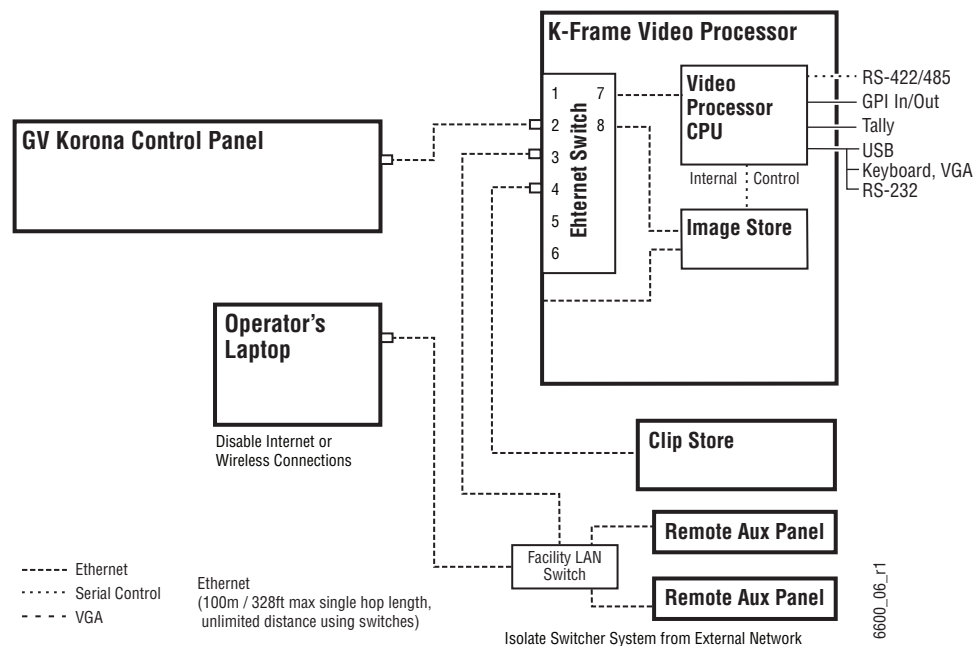 K-Frame Video Processor
1
2
3
4
5
6
7
8
Ehternet Switch
Video
Processor
CPU
Internal Control
Image Store
RS-422/485
GPI In/Out
Tally
USB
Keyboard, VGA
RS-232
GV Korona Control Panel
Operator's
Laptop
Disable Internet or
Wireless Connections
Clip Store
Remote Aux Panel
Facility LAN
Switch
Remote Aux Panel
Ethernet
Serial Control
VGA
Ethernet
(100m / 328ft max single hop length,
unlimited distance using switches)
Isolate Switcher System from External Network
6600_06_r1